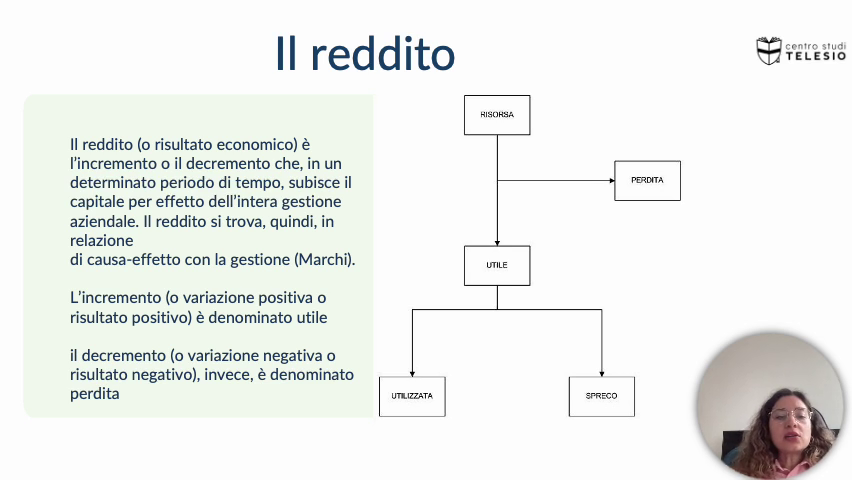 Il reddito
centro studi
TELESIO
Il reddito (o risultato economico) è
l'incremento o il decremento che, in un
determinato periodo di tempo, subisce il
capitale per effetto dell'intera gestione
aziendale. Il reddito si trova, quindi, in
relazione
di causa-effetto con la gestione (Marchi).
L'incremento (o variazione positiva o
risultato positivo) è denominato utile
il decremento (o variazione negativa o
risultato negativo), invece, è denominato
perdita
RISORSA
PERDITA
UTILE
UTILIZZATA
SPRECO